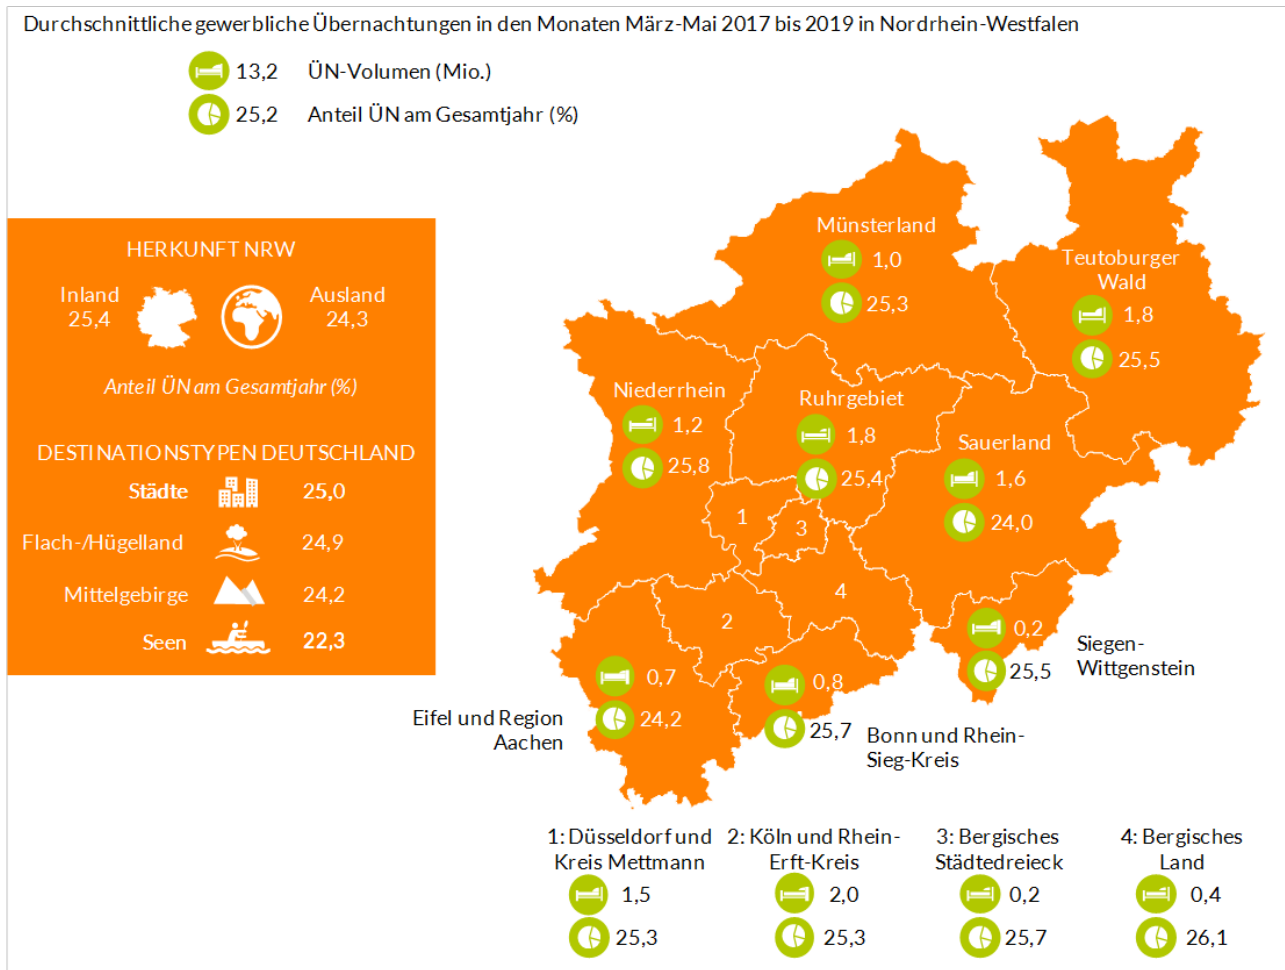 Durchschnittliche gewerbliche Übernachtungen in den Monaten März-Mai 2017 bis 2019 in Nordrhein-Westfalen
13,2 ÜN-Volumen (Mio.)
25,2 Anteil ÜN am Gesamtjahr (%)
HERKUNFT NRW
Inland
25,4
Ausland
24,3
Anteil ÜN am Gesamtjahr (%)
DESTINATIONSTYPEN DEUTSCHLAND
Städte 25,0
Flach-/Hügelland 24,9
Mittelgebirge 24,2
Seen 22,3
Münsterland
1,0
25,3
Teutoburger
Wald
1,8
25,5
Niederrhein
1,2
25,8
Ruhrgebiet
1,8
25,4
Sauerland
1,6
24,0
1
3
4
2
0,2
25,5
Siegen-
Wittgenstein
Eifel und Region
Aachen
0,7
24,2
0,8
25,7
Bonn und Rhein-
Sieg-Kreis
1: Düsseldorf und
Kreis Mettmann
1,5
25,3
2: Köln und Rhein-
Erft-Kreis
2,0
25,3
3: Bergisches
Städtedreieck
0,2
25,7
4: Bergisches
Land
0,4
26,1